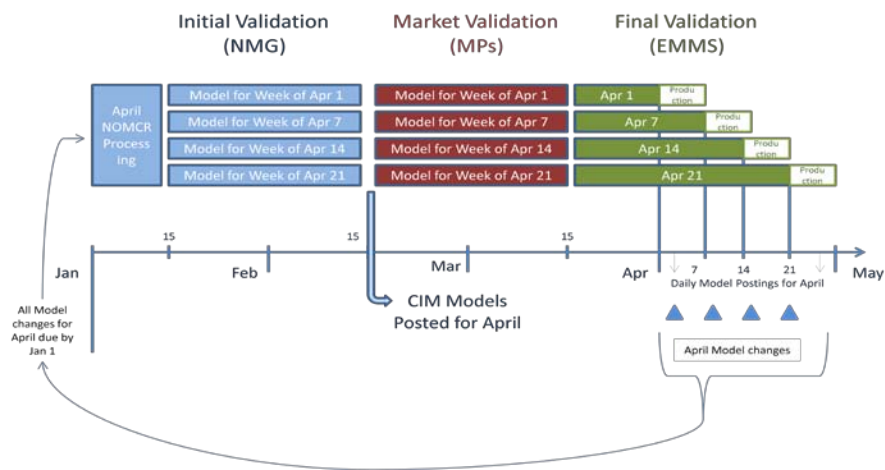 Initial Validation
(NMG)
Market Validation
(MPs)
Final Validation
(EMMS)
April
NOMCR
Process
ing
Model for Week of Apr 1
Model for Week of Apr 7
Model for Week of Apr 14
Model for Week of Apr 21
Model for Week of Apr 1
Model for Week of Apr 7
Model for Week of Apr 14
Model for Week of Apr 21
Apr 1
Produ
ction
Apr 7
Produ
ction
Apr 14
Produ
ction
Apr 21
Produ
ction
15
15
15
Jan
Feb
Mar
Apr
7
14
21
May
Daily Model Postings for April
All Model
changes for
April due by
Jan 1
CIM Models
Posted for April
April Model changes